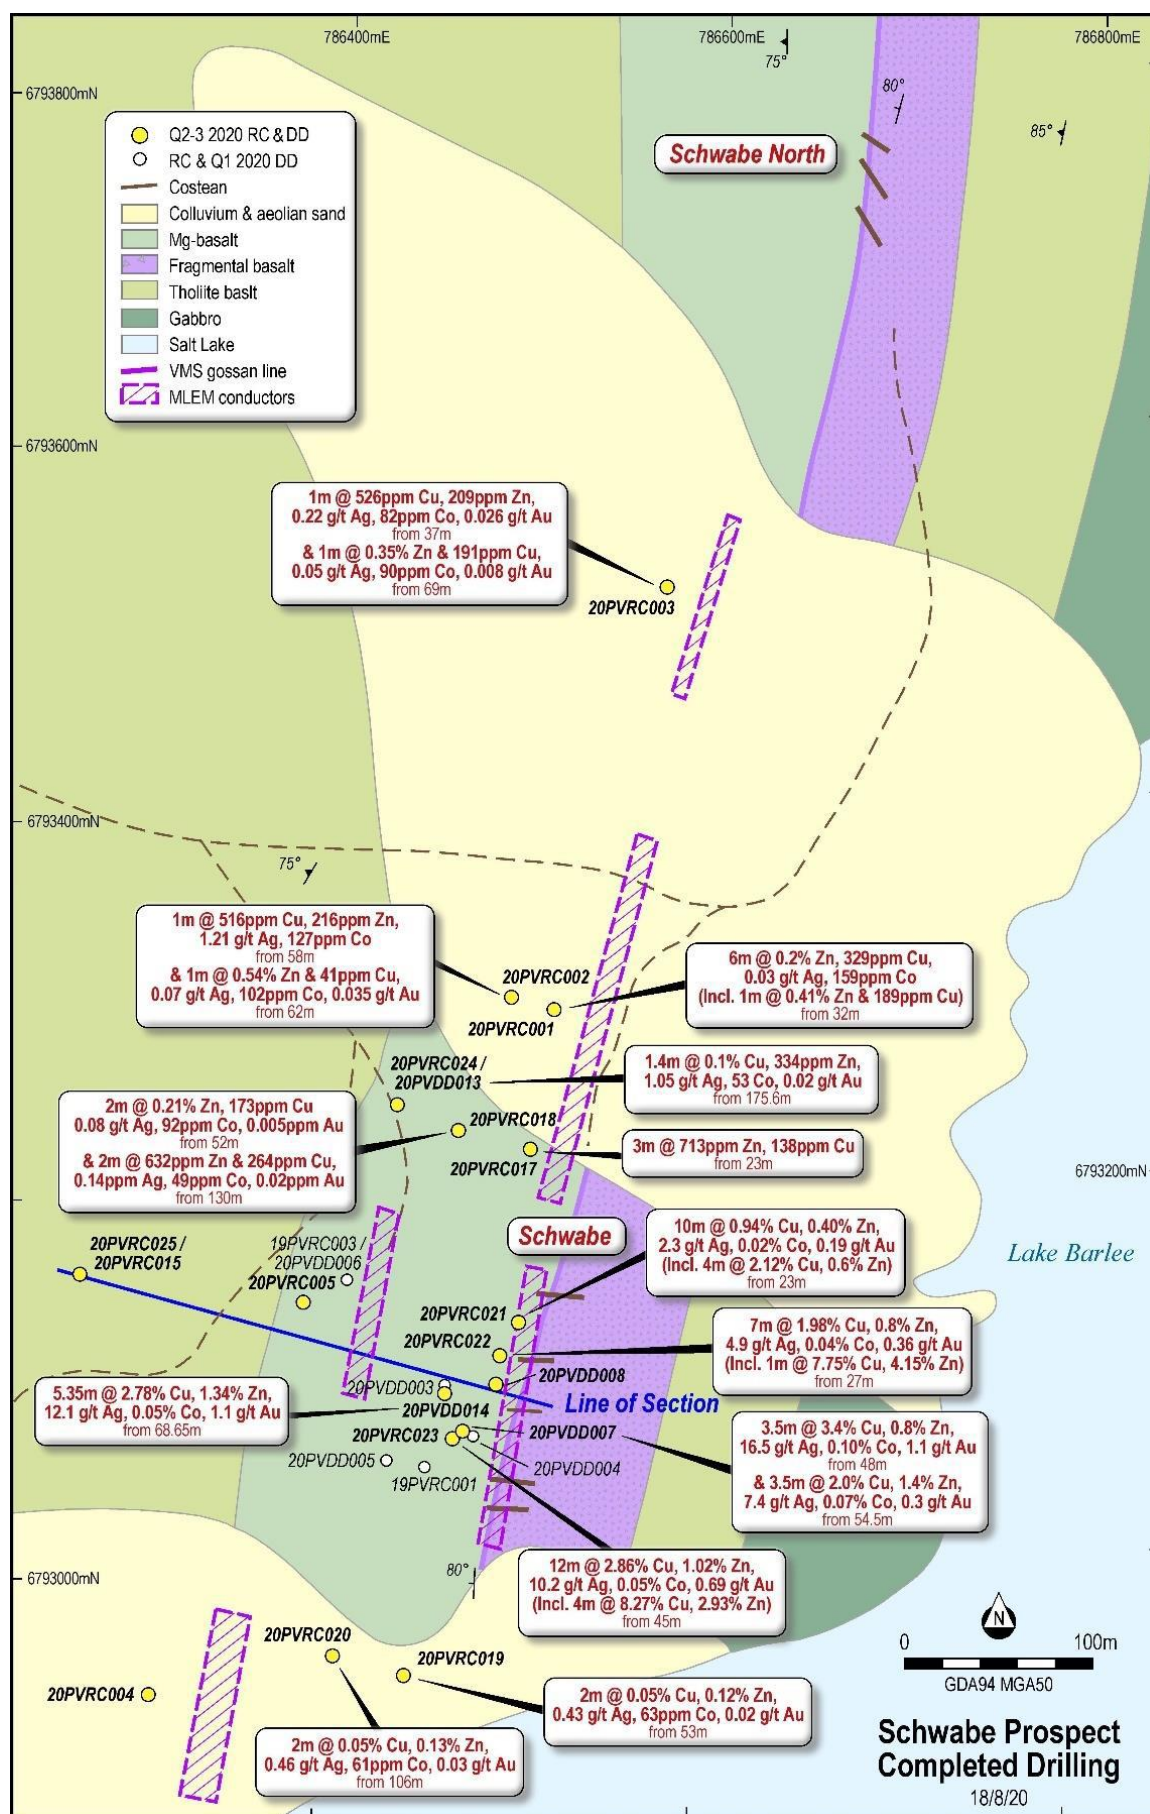 786400mE
786600mE
786800mE
75°
80°
85°
6793800mN
Q2-3 2020 RC & DD
RC & Q1 2020 DD
Costean
Colluvium & aeolian sand
Mg-basalt
Fragmental basalt
Tholiite baslt
Gabbro
Salt Lake
VMS gossan line
MLEM conductors
Schwabe North
6793600mN
1m @ 526ppm Cu, 209ppm Zn,
0.22 g/t Ag, 82ppm Co, 0.026 g/t Au
from 37m
& 1m @ 0.35% Zn & 191ppm Cu,
0.05 g/t Ag, 90ppm Co, 0.008 g/t Au
from 69m
20PVRC003
6793400mN
75°
1m @ 516ppm Cu, 216ppm Zn,
1.21 g/t Ag, 127ppm Co
from 58m
& 1m @ 0.54% Zn & 41ppm Cu,
0.07 g/t Ag, 102ppm Co, 0.035 g/t Au
from 62m
20PVRC002
20PVRC001
6m @ 0.2% Zn, 329ppm Cu,
0.03 g/t Ag, 159ppm Co
(Incl. 1m @ 0.41% Zn & 189ppm Cu)
from 32m
20PVRC024 /
20PVDD013
1.4m @ 0.1% Cu, 334ppm Zn,
1.05 g/t Ag, 53 Co, 0.02 g/t Au
from 175.6m
2m @ 0.21% Zn, 173ppm Cu
0.08 g/t Ag, 92ppm Co, 0.005ppm Au
from 52m
& 2m @ 632ppm Zn & 264ppm Cu,
0.14ppm Ag, 49ppm Co, 0.02ppm Au
from 130m
20PVRC018
20PVRC017
3m @ 713ppm Zn, 138ppm Cu
from 23m
6793200mN
Schwabe
10m @ 0.94% Cu, 0.40% Zn,
2.3 g/t Ag, 0.02% Co, 0.19 g/t Au
(Incl. 4m @ 2.12% Cu, 0.6% Zn)
from 23m
Lake Barlee
20PVRC025 /
20PVRC015
19PVRC003 /
20PVDD006
20PVRC005
20PVRC021
20PVRC022
7m @ 1.98% Cu, 0.8% Zn,
4.9 g/t Ag, 0.04% Co, 0.36 g/t Au
(Incl. 1m @ 7.75% Cu, 4.15% Zn)
from 27m
20PVDD008
20PVDD003
Line of Section
5.35m @ 2.78% Cu, 1.34% Zn,
12.1 g/t Ag, 0.05% Co, 1.1 g/t Au
from 68.65m
20PVDD014
20PVRC023
20PVDD007
20PVDD005
20PVDD004
19PVRC001
3.5m @ 3.4% Cu, 0.8% Zn,
16.5 g/t Ag, 0.10% Co, 1.1 g/t Au
from 48m
& 3.5m @ 2.0% Cu, 1.4% Zn,
7.4 g/t Ag, 0.07% Co, 0.3 g/t Au
from 54.5m
80°
12m @ 2.86% Cu, 1.02% Zn,
10.2 g/t Ag, 0.05% Co, 0.69 g/t Au
(Incl. 4m @ 8.27% Cu, 2.93% Zn)
from 45m
6793000mN
20PVRC020
20PVRC019
20PVRC004
2m @ 0.05% Cu, 0.12% Zn,
0.43 g/t Ag, 63ppm Co, 0.02 g/t Au
from 53m
2m @ 0.05% Cu, 0.13% Zn,
0.46 g/t Ag, 61ppm Co, 0.03 g/t Au
from 106m
N
0
100m
GDA94 MGA50
Schwabe Prospect
Completed Drilling
18/8/20